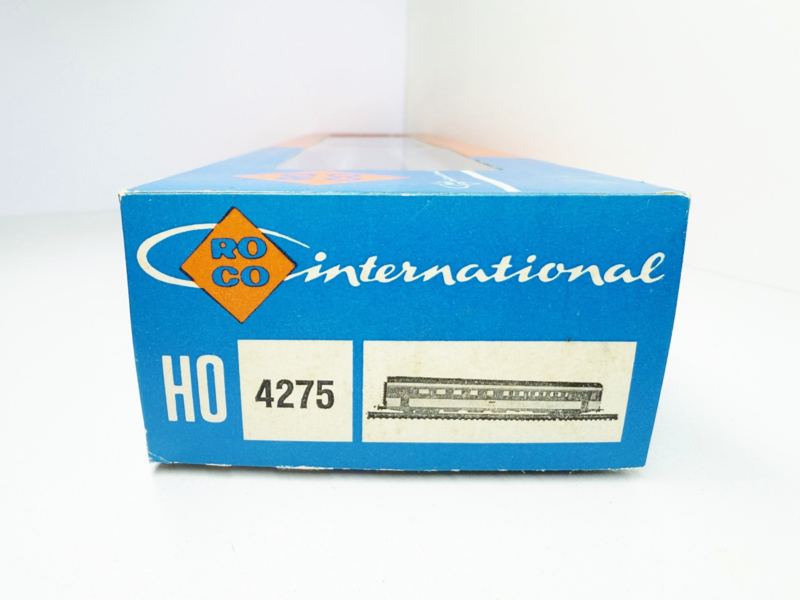 RO
CO
international
HO
4275